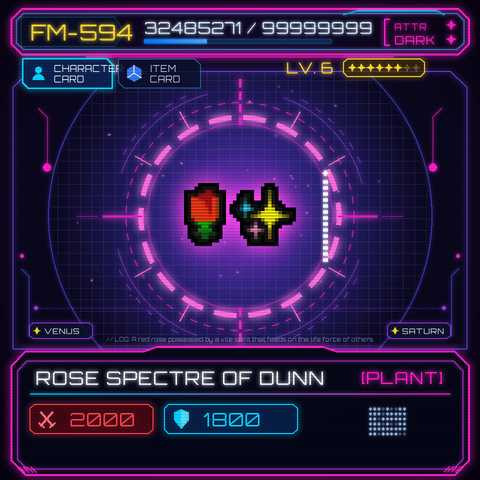 FM-594
32485271 / 99999999
ATTR
DARK
CHARACTER
CARD
ITEM
CARD
LV. 6
VENUS
SATURN
// LOG: A red rose possessed by a vile spirit that feeds on the life force of others.
ROSE SPECTRE OF DUNN
[PLANT]
2000
1800